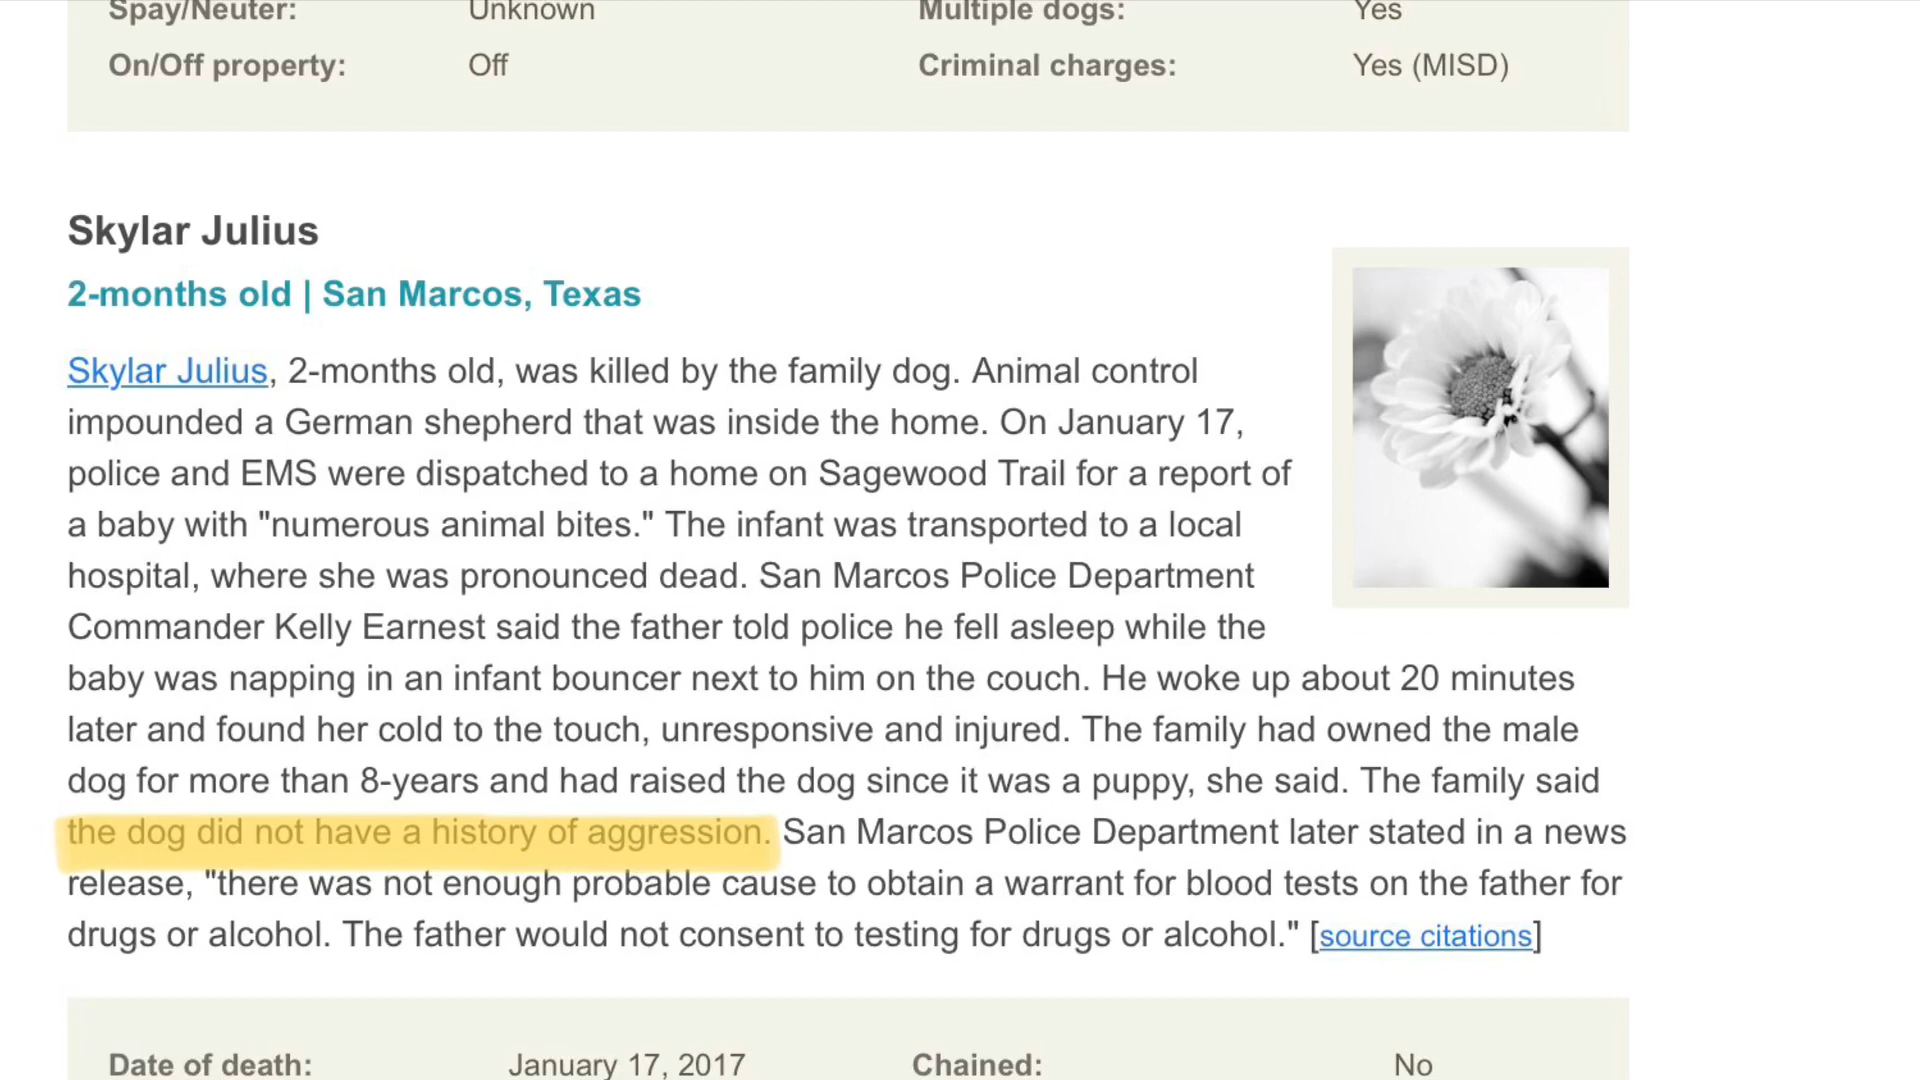 Spay/Neuter: Unknown Multiple dogs: Yes
On/Off property: Off Criminal charges: Yes (MISD)
Skylar Julius
2-months old | San Marcos, Texas
Skylar Julius, 2-months old, was killed by the family dog. Animal control
impounded a German shepherd that was inside the home. On January 17,
police and EMS were dispatched to a home on Sagewood Trail for a report of
a baby with "numerous animal bites." The infant was transported to a local
hospital, where she was pronounced dead. San Marcos Police Department
Commander Kelly Earnest said the father told police he fell asleep while the
baby was napping in an infant bouncer next to him on the couch. He woke up about 20 minutes
later and found her cold to the touch, unresponsive and injured. The family had owned the male
dog for more than 8-years and had raised the dog since it was a puppy, she said. The family said
the dog did not have a history of aggression. San Marcos Police Department later stated in a news
release, "there was not enough probable cause to obtain a warrant for blood tests on the father for
drugs or alcohol. The father would not consent to testing for drugs or alcohol." [source citations]
Date of death: January 17, 2017 Chained: No